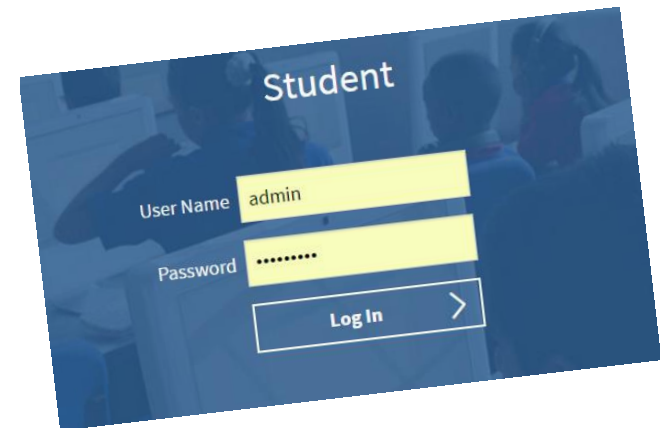 Student
User Name admin
Password •••••••••
Log In